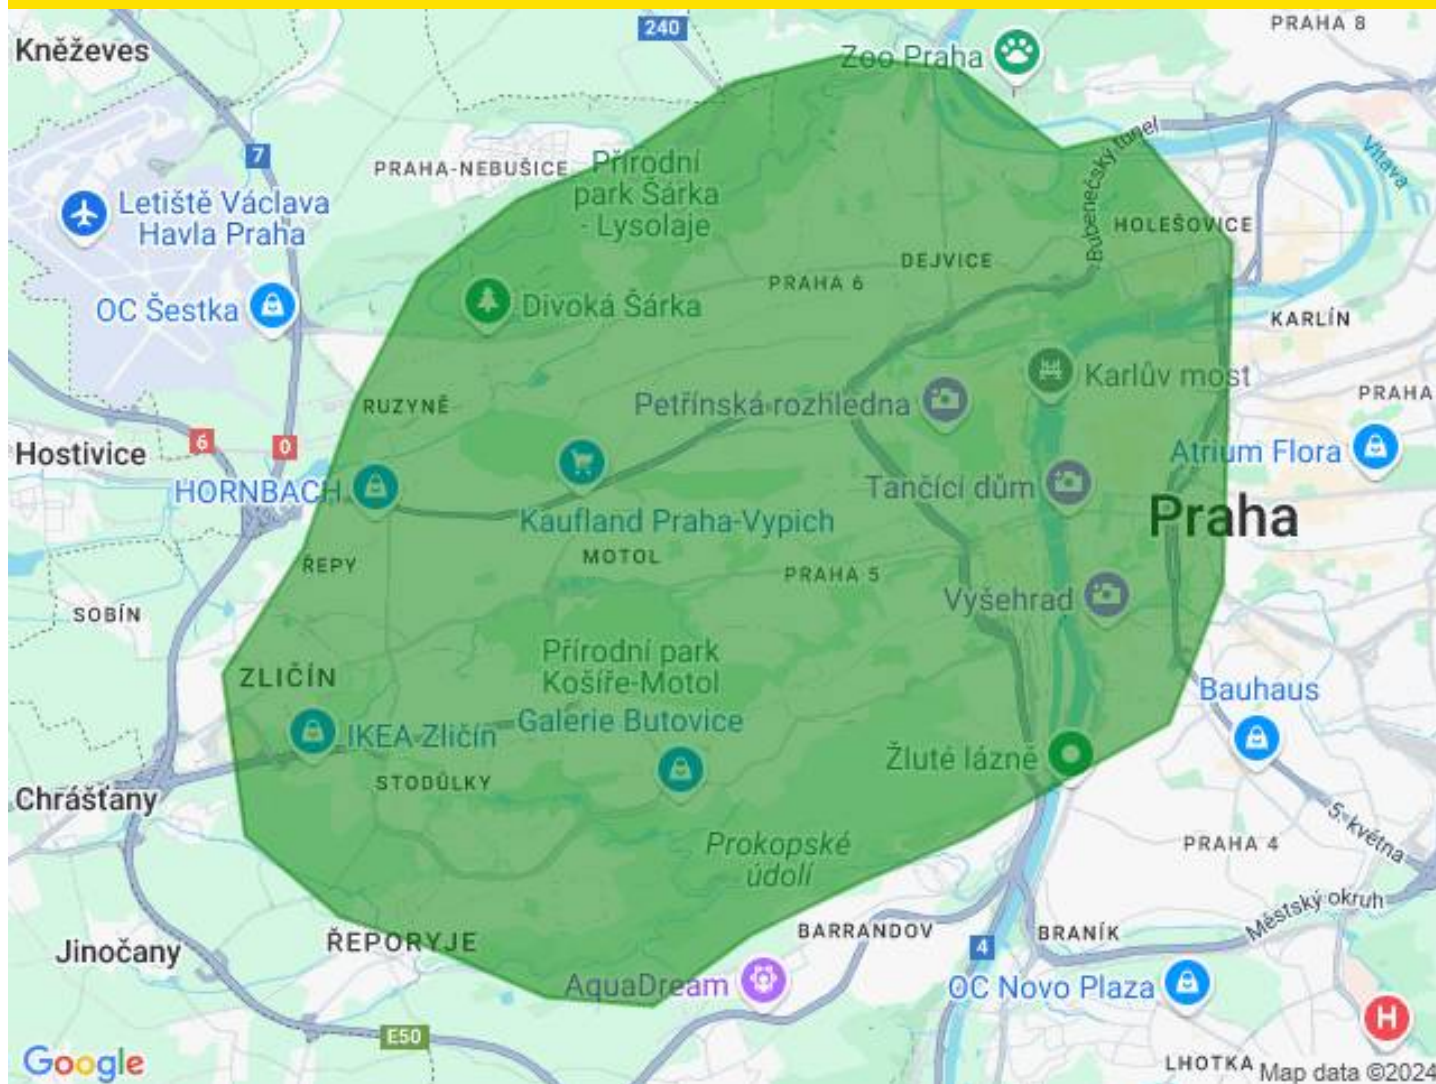 240
PRAHA 8
Kněževes
Zoo Praha
7
PRAHA-NEBUŠICE
Přírodní
park Šárka
- Lysolaje
Bubenečský tunel
Vltava
Letiště Václava
Havla Praha
HOLEŠOVICE
DEJVICE
PRAHA 6
OC Šestka
Divoká Šárka
KARLÍN
Karlův most
PRAHA
RUZYNĚ
Petřínská rozhledna
6
0
Hostivice
Atrium Flora
HORNBACH
Tančící dům
Kaufland Praha-Vypich
Praha
MOTOL
ŘEPY
PRAHA 5
Vyšehrad
SOBÍN
Přírodní park
Košíře-Motol
ZLIČÍN
Bauhaus
Galerie Butovice
IKEA Zličín
Žluté lázně
STODŮLKY
Chrášťany
5. května
Prokopské
údolí
PRAHA 4
Městský okruh
BARRANDOV
BRANÍK
ŘEPORYJE
4
Jinočany
AquaDream
OC Novo Plaza
H
E50
Google
LHOTKA
Map data ©2024